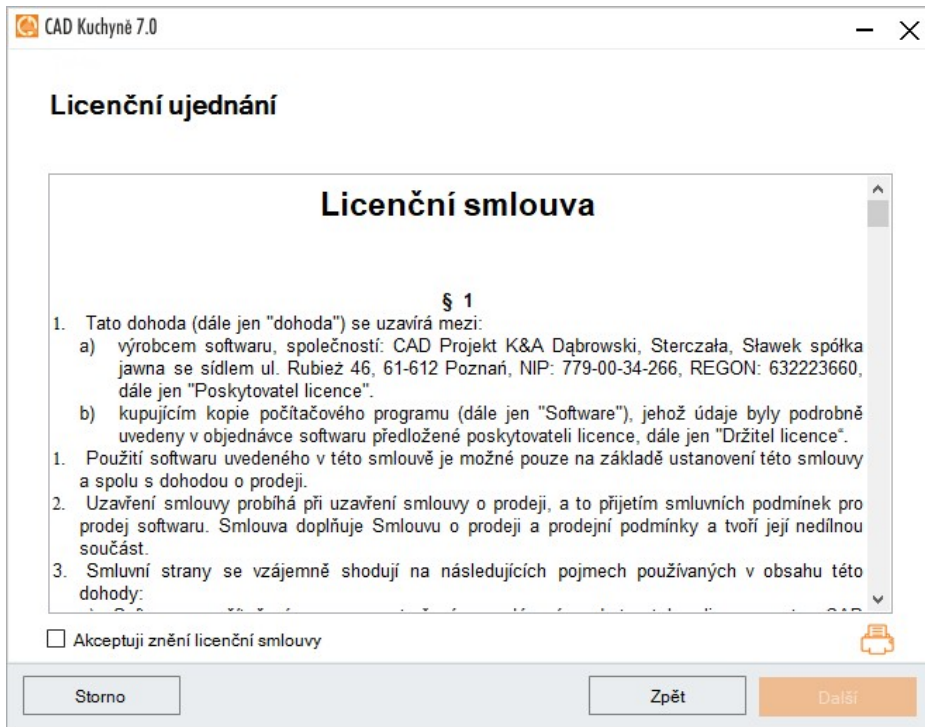 CAD Kuchyně 7.0
Licenční ujednání
Licenční smlouva
§ 1
1. Tato dohoda (dále jen "dohoda") se uzavírá mezi:
a) výrobcem softwaru, společností: CAD Projekt K&A Dąbrowski, Sterczała, Sławek spółka
jawna se sídlem ul. Rubież 46, 61-612 Poznań, NIP: 779-00-34-266, REGON: 632223660,
dále jen "Poskytovatel licence".
b) kupujícím kopie počítačového programu (dále jen "Software"), jehož údaje byly podrobně
uvedeny v objednávce softwaru předložené poskytovateli licence, dále jen "Držitel licence“.
1. Použití softwaru uvedeného v této smlouvě je možné pouze na základě ustanovení této smlouvy
a spolu s dohodou o prodeji.
2. Uzavření smlouvy probíhá při uzavření smlouvy o prodeji, a to přijetím smluvních podmínek pro
prodej softwaru. Smlouva doplňuje Smlouvu o prodeji a prodejní podmínky a tvoří její nedílnou
součást.
3. Smluvní strany se vzájemně shodují na následujících pojmech používaných v obsahu této
dohody:
Akceptuji znění licenční smlouvy
Storno
Zpět
Další